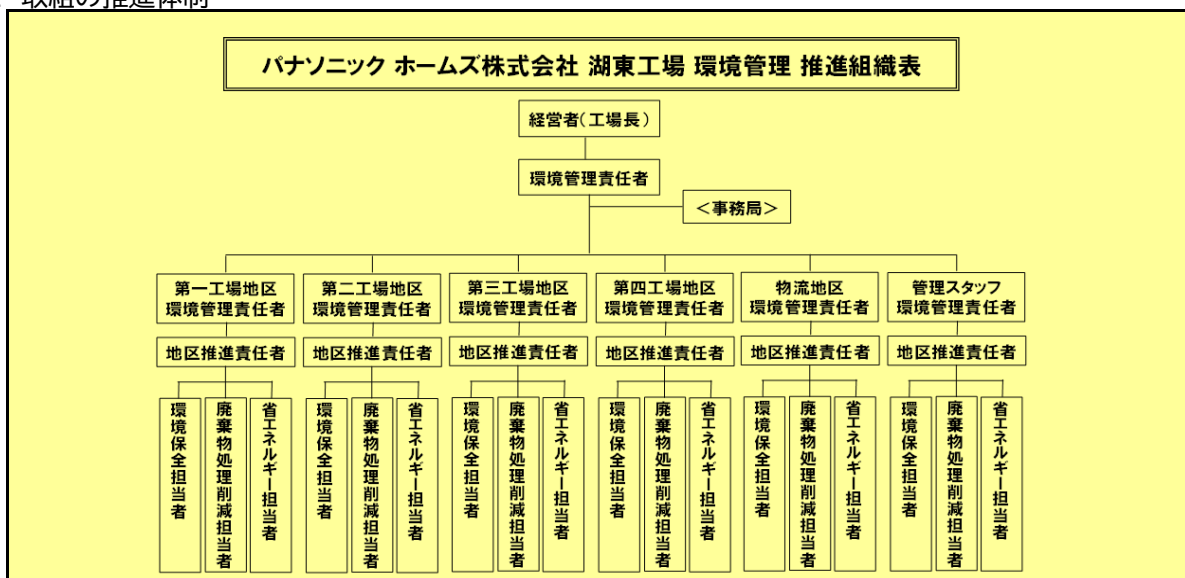 取組の推進体制
パナソニック ホームズ株式会社 湖東工場 環境管理 推進組織表
経営者(工場長)
環境管理責任者
＜事務局＞
第一工場地区
環境管理責任者
第二工場地区
環境管理責任者
第三工場地区
環境管理責任者
第四工場地区
環境管理責任者
物流地区
環境管理責任者
管理スタッフ
環境管理責任者
地区推進責任者
地区推進責任者
地区推進責任者
地区推進責任者
地区推進責任者
地区推進責任者
環境保全担当者
廃棄物処理削減担当者
省エネルギー担当者
環境保全担当者
廃棄物処理削減担当者
省エネルギー担当者
環境保全担当者
廃棄物処理削減担当者
省エネルギー担当者
環境保全担当者
廃棄物処理削減担当者
省エネルギー担当者
環境保全担当者
廃棄物処理削減担当者
省エネルギー担当者
環境保全担当者
廃棄物処理削減担当者
省エネルギー担当者